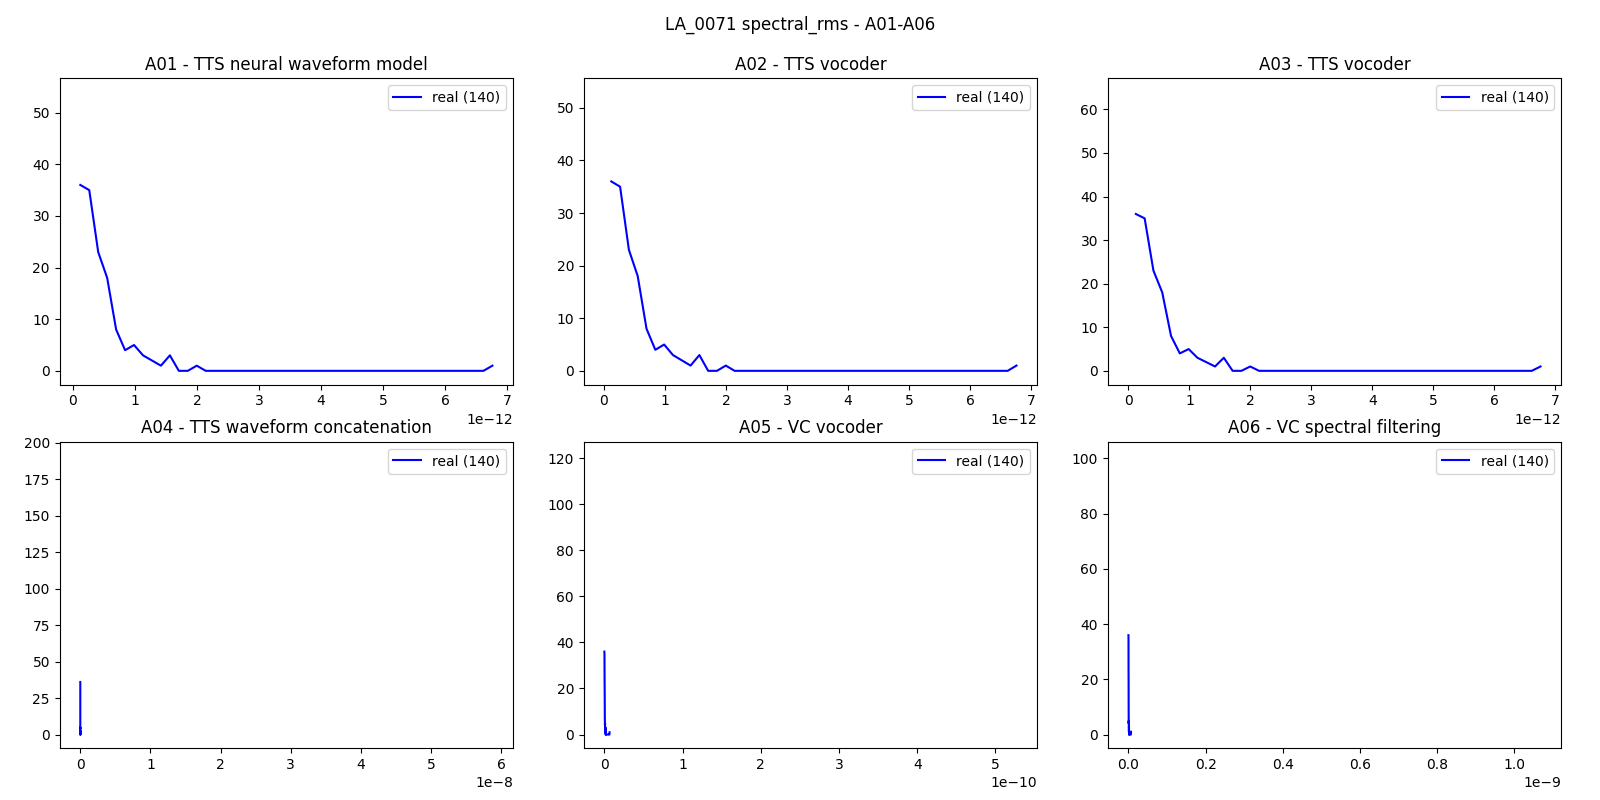 LA_0071 spectral_rms - A01-A06
A01 - TTS neural waveform model
real (140)
50
40
30
20
10
0
0 1 2 3 4 5 6 7
1e−12
A02 - TTS vocoder
real (140)
50
40
30
20
10
0
0 1 2 3 4 5 6 7
1e−12
A03 - TTS vocoder
real (140)
60
50
40
30
20
10
0
0 1 2 3 4 5 6 7
1e−12
A04 - TTS waveform concatenation
real (140)
200
175
150
125
100
75
50
25
0
0 1 2 3 4 5 6
1e−8
A05 - VC vocoder
real (140)
120
100
80
60
40
20
0
0 1 2 3 4 5
1e−10
A06 - VC spectral filtering
real (140)
100
80
60
40
20
0
0.0 0.2 0.4 0.6 0.8 1.0
1e−9